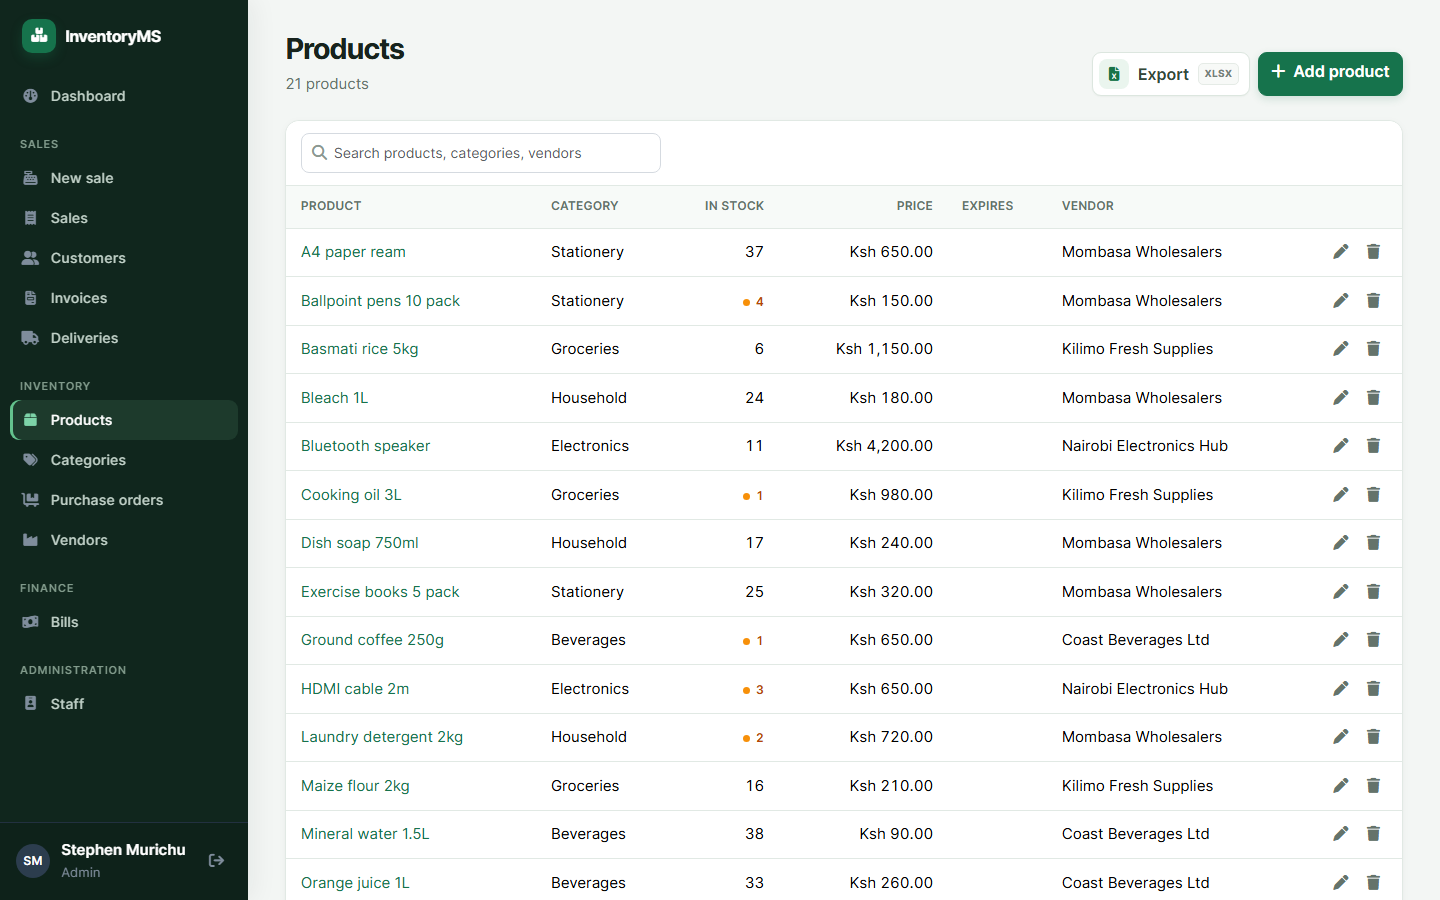 InventoryMS
Dashboard
SALES
New sale
Sales
Customers
Invoices
Deliveries
INVENTORY
Products
Categories
Purchase orders
Vendors
FINANCE
Bills
ADMINISTRATION
Staff
SM
Stephen Murichu
Admin
Products
21 products
Export XLSX
+ Add product
Search products, categories, vendors
PRODUCT CATEGORY IN STOCK PRICE EXPIRES VENDOR
A4 paper ream Stationery 37 Ksh 650.00 Mombasa Wholesalers
Ballpoint pens 10 pack Stationery 4 Ksh 150.00 Mombasa Wholesalers
Basmati rice 5kg Groceries 6 Ksh 1,150.00 Kilimo Fresh Supplies
Bleach 1L Household 24 Ksh 180.00 Mombasa Wholesalers
Bluetooth speaker Electronics 11 Ksh 4,200.00 Nairobi Electronics Hub
Cooking oil 3L Groceries 1 Ksh 980.00 Kilimo Fresh Supplies
Dish soap 750ml Household 17 Ksh 240.00 Mombasa Wholesalers
Exercise books 5 pack Stationery 25 Ksh 320.00 Mombasa Wholesalers
Ground coffee 250g Beverages 1 Ksh 650.00 Coast Beverages Ltd
HDMI cable 2m Electronics 3 Ksh 650.00 Nairobi Electronics Hub
Laundry detergent 2kg Household 2 Ksh 720.00 Mombasa Wholesalers
Maize flour 2kg Groceries 16 Ksh 210.00 Kilimo Fresh Supplies
Mineral water 1.5L Beverages 38 Ksh 90.00 Coast Beverages Ltd
Orange juice 1L Beverages 33 Ksh 260.00 Coast Beverages Ltd